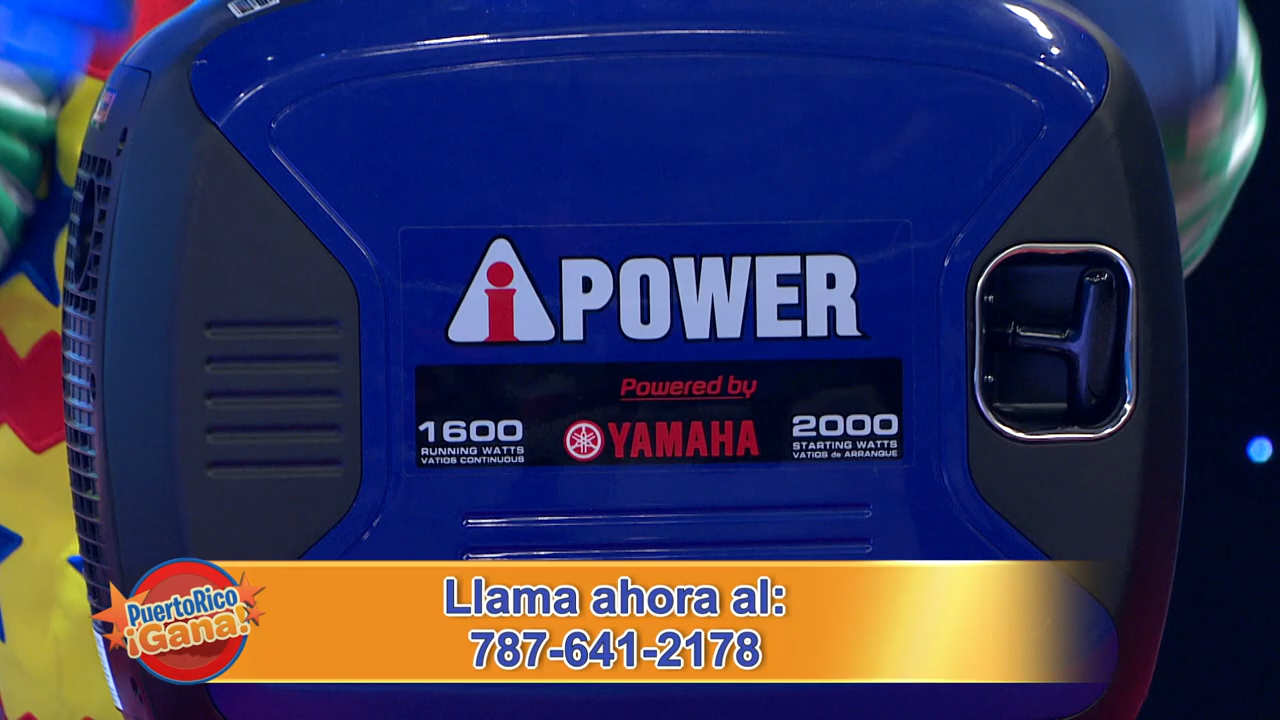 iPOWER
Powered by
1600
RUNNING WATTS
VATIOS CONTINUOUS
YAMAHA
2000
STARTING WATTS
VATIOS de ARRANQUE
PuertoRico
¡Gana!
Llama ahora al:
787-641-2178